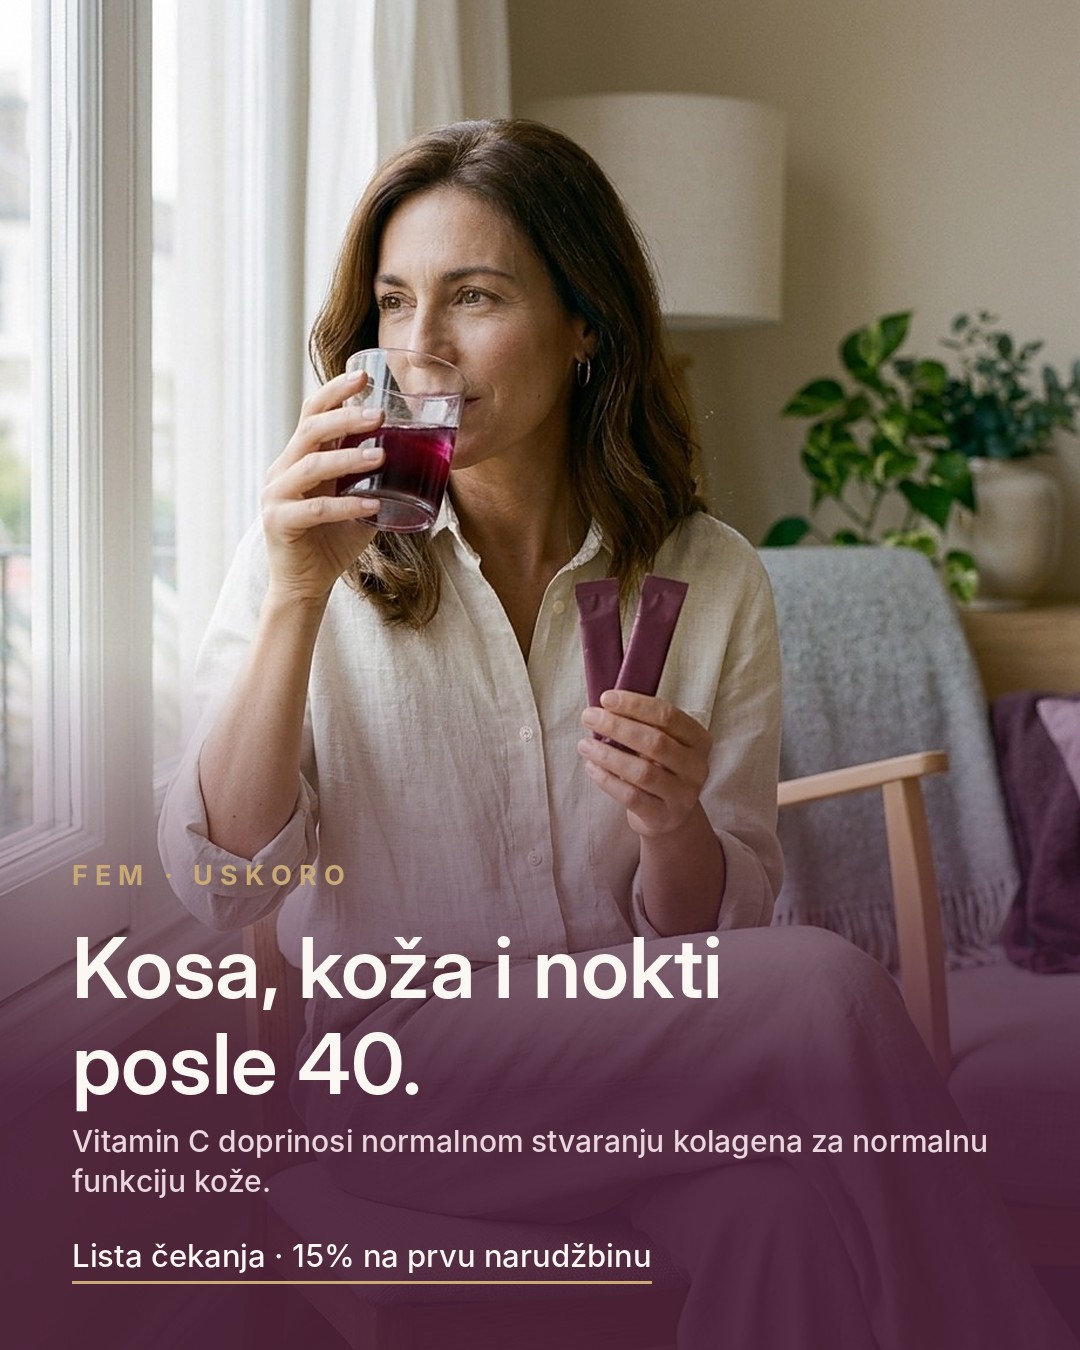 FEM · USKORO
Kosa, koža i nokti
posle 40.
Vitamin C doprinosi normalnom stvaranju kolagena za normalnu
funkciju kože.
Lista čekanja · 15% na prvu narudžbinu